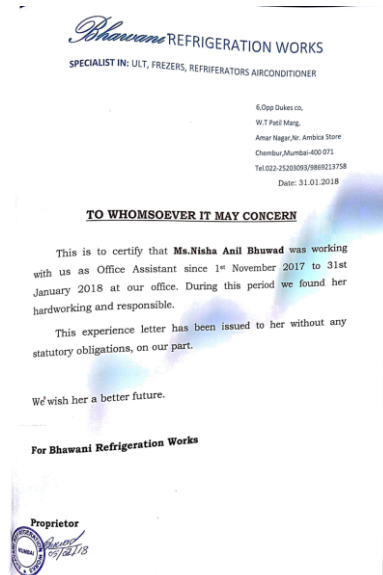 Bhawani REFRIGERATION WORKS
SPECIALIST IN: ULT, FREZERS, REFRIFERATORS AIRCONDITIONER
6,Opp Dukes co,
W.T Patil Marg,
Amar Nagar,Nr. Ambica Store
Chembur,Mumbai-400 071
Tel.022-25203093/9869213758
Date: 31.01.2018
TO WHOMSOEVER IT MAY CONCERN
This is to certify that Ms.Nisha Anil Bhuwad was working
with us as Office Assistant since 1st November 2017 to 31st
January 2018 at our office. During this period we found her
hardworking and responsible.
This experience letter has been issued to her without any
statutory obligations, on our part.
We wish her a better future.
For Bhawani Refrigeration Works
Proprietor
MUMBAI